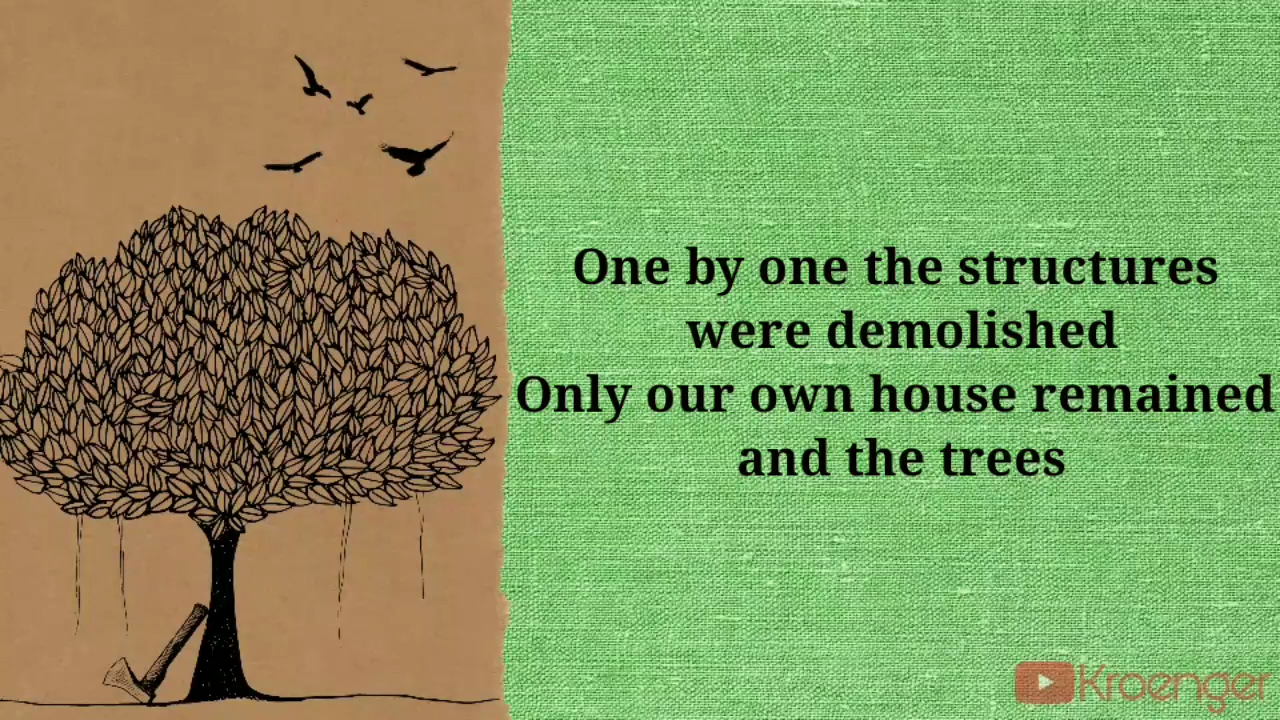 One by one the structures
were demolished
Only our own house remained
and the trees
Kroenger